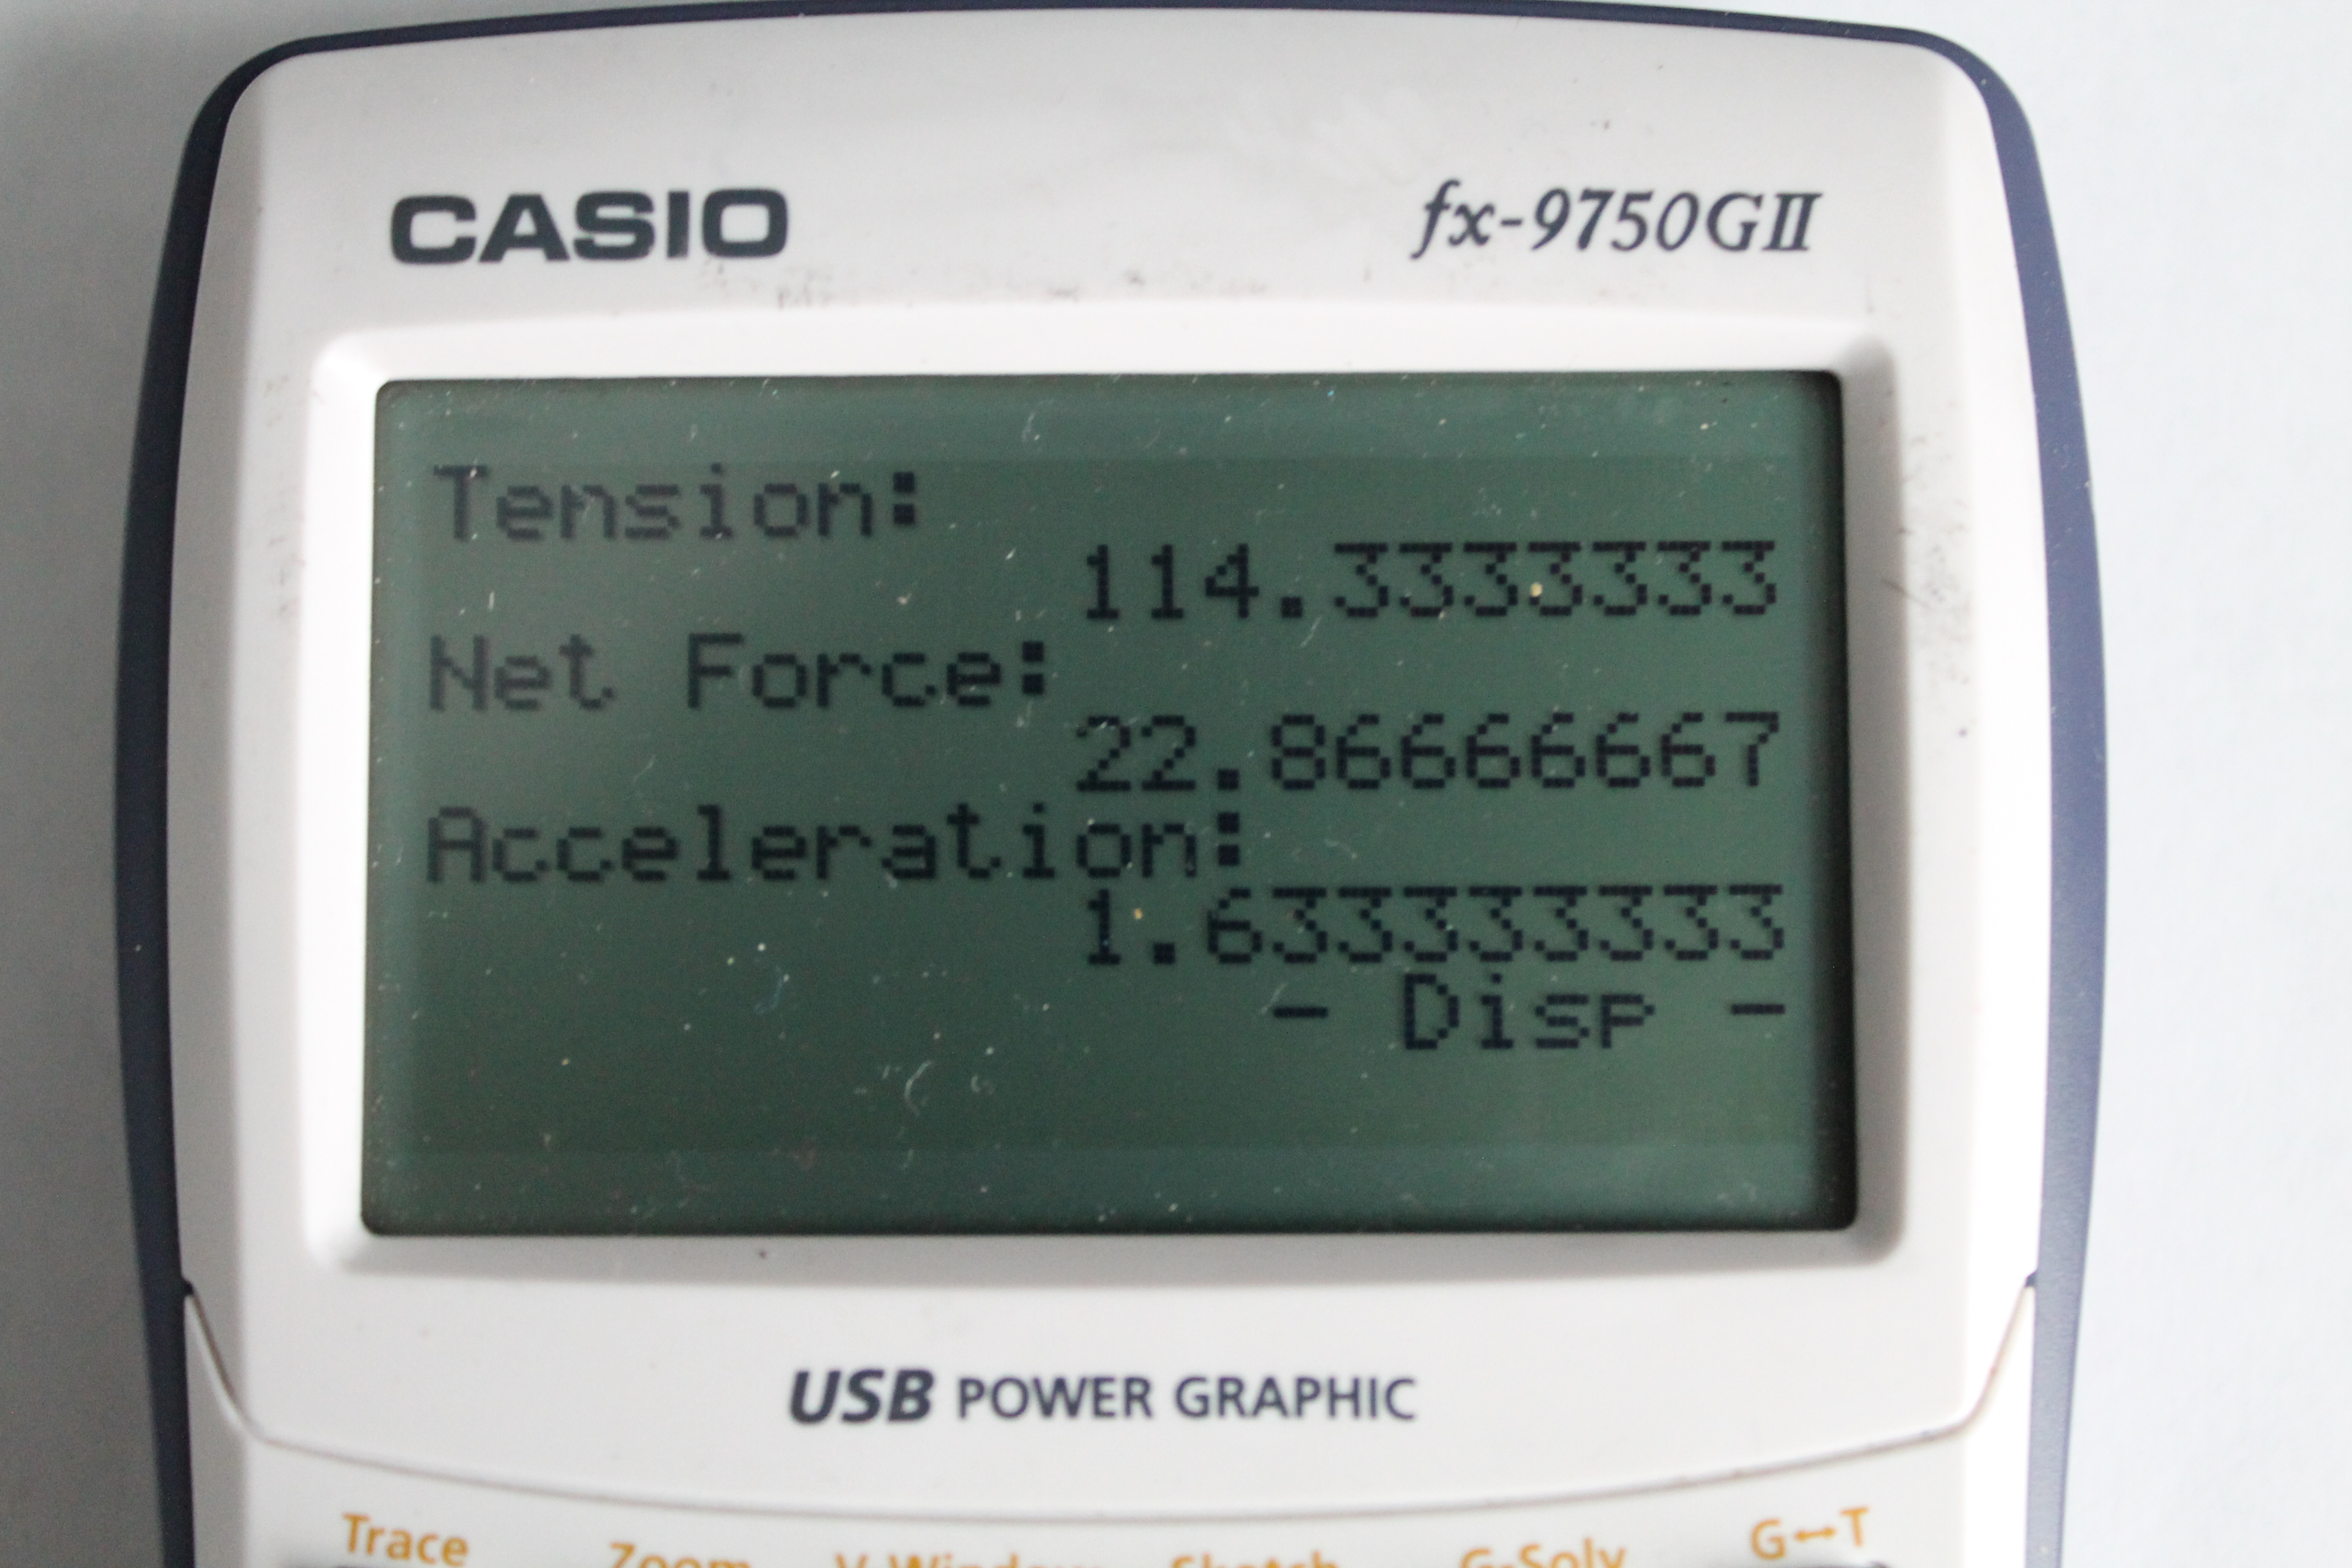 CASIO fx-9750GII
Tension:
114.3333333
Net Force:
22.86666667
Acceleration:
1.633333333
- Disp -
USB POWER GRAPHIC
Trace Zoom V-Window Sketch G-Solv G↔T